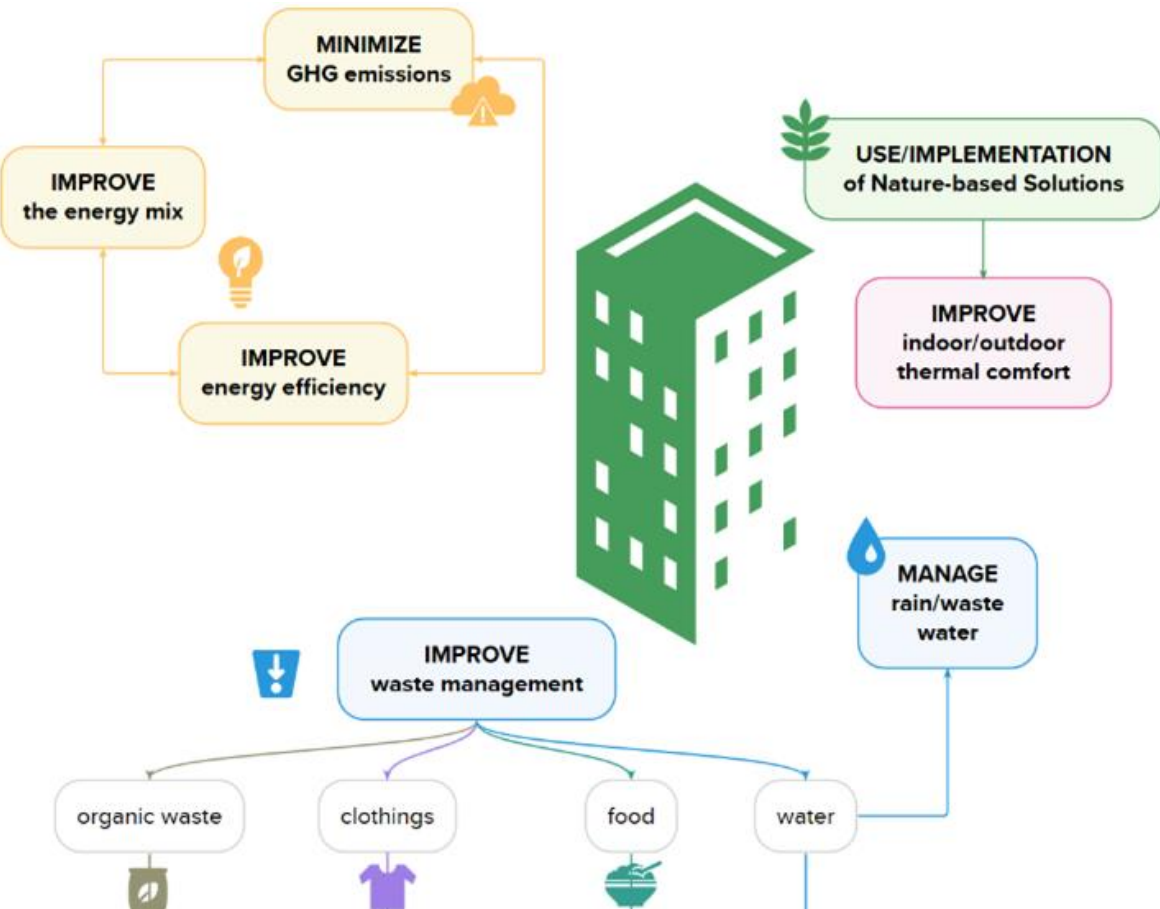 MINIMIZE
GHG emissions
IMPROVE
the energy mix
IMPROVE
energy efficiency
USE/IMPLEMENTATION
of Nature-based Solutions
IMPROVE
indoor/outdoor
thermal comfort
MANAGE
rain/waste
water
IMPROVE
waste management
organic waste
clothings
food
water